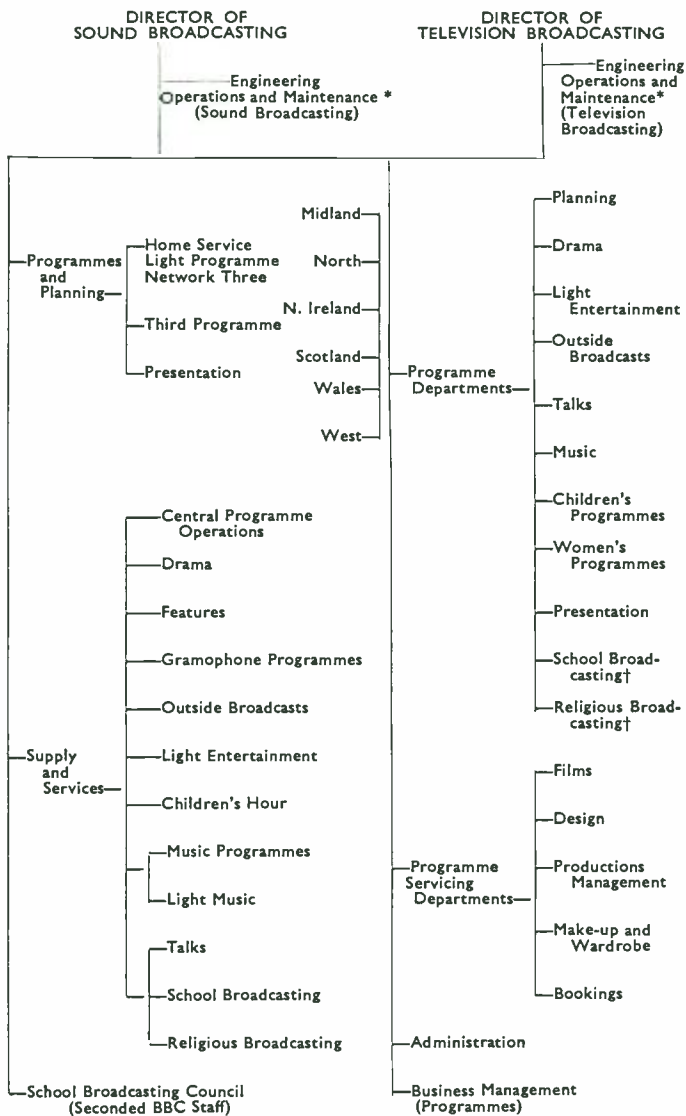 DIRECTOR OF
SOUND BROADCASTING
Engineering
Operations and Maintenance *
(Sound Broadcasting)
DIRECTOR OF
TELEVISION BROADCASTING
Engineering
Operations and
Maintenance*
(Television
Broadcasting)
Programmes
and
Planning
Home Service
Light Programme
Network Three
Third Programme
Presentation
Midland
North
N. Ireland
Scotland
Wales
West
Programme
Departments
Planning
Drama
Light
Entertainment
Outside
Broadcasts
Talks
Music
Children's
Programmes
Women's
Programmes
Presentation
School Broad-
casting†
Religious Broad-
casting†
Supply
and
Services
Central Programme
Operations
Drama
Features
Gramophone Programmes
Outside Broadcasts
Light Entertainment
Children's Hour
Music Programmes
Light Music
Talks
School Broadcasting
Religious Broadcasting
Programme
Servicing
Departments
Films
Design
Productions
Management
Make-up and
Wardrobe
Bookings
Administration
School Broadcasting Council
(Seconded BBC Staff)
Business Management
(Programmes)